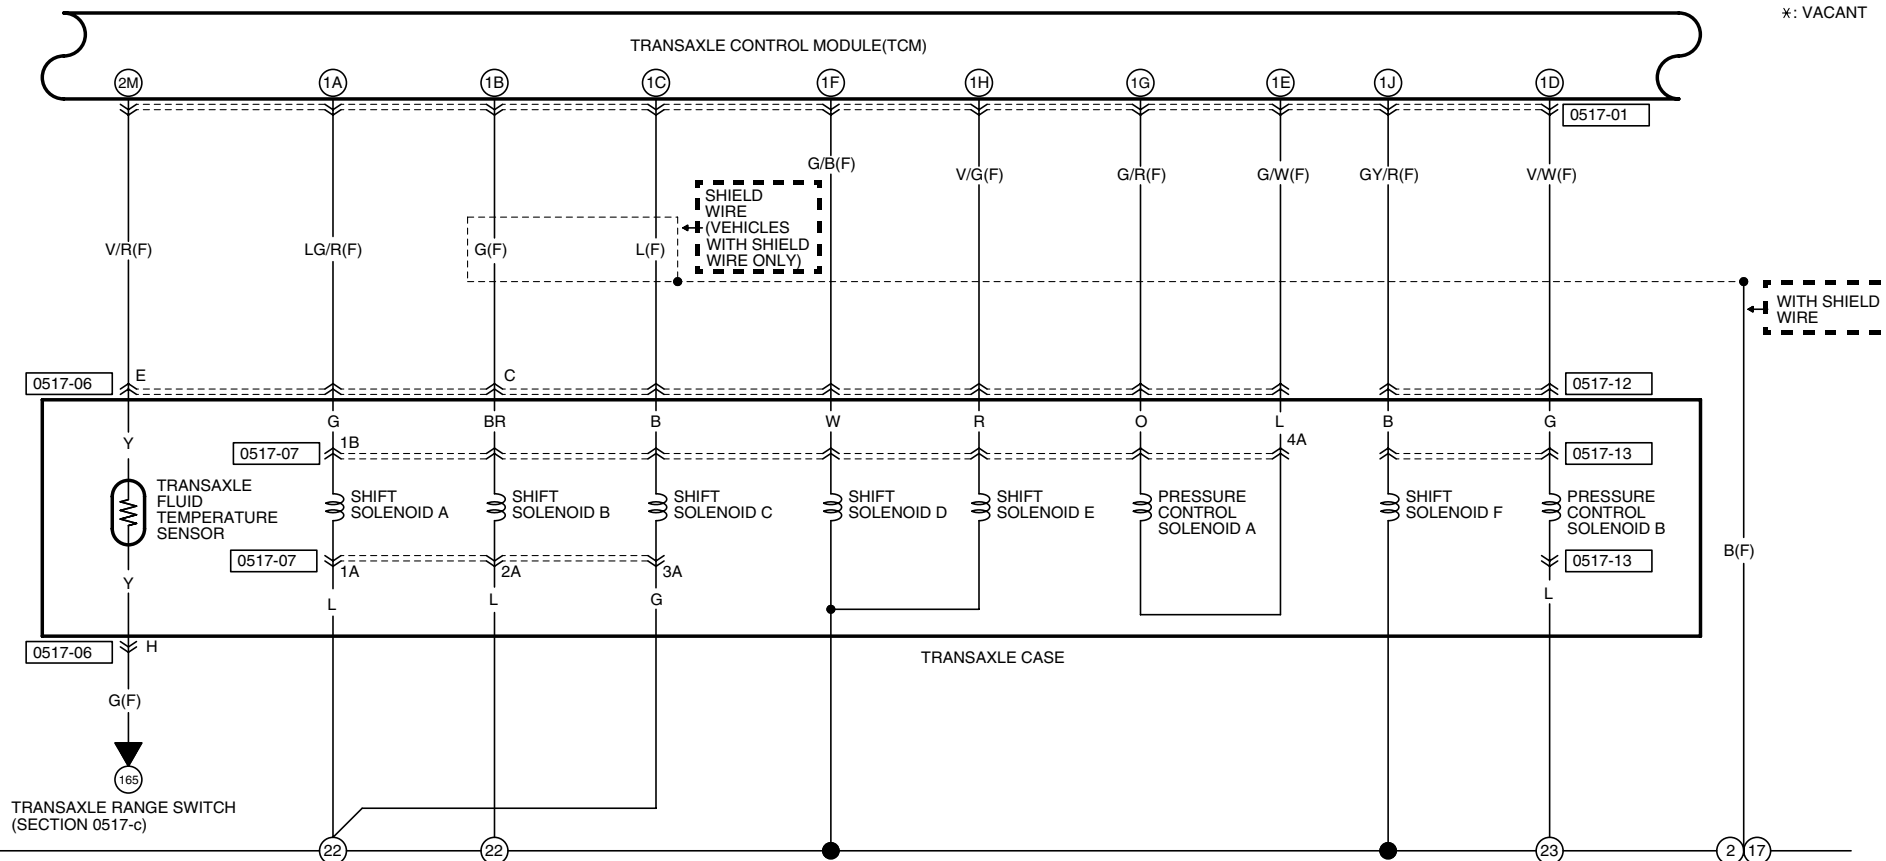 *: VACANT
TRANSAXLE CONTROL MODULE(TCM)
2M 1A 1B 1C 1F 1H 1G 1E 1J 1D
0517-01
G/B(F)
V/G(F) G/R(F) G/W(F) GY/R(F) V/W(F)
SHIELD
WIRE
(VEHICLES
WITH SHIELD
WIRE ONLY)
V/R(F) LG/R(F) G(F) L(F)
WITH SHIELD
WIRE
0517-06 E C 0517-12
G BR B W R O L B G
Y 1B 4A
0517-07 0517-13
TRANSAXLE
FLUID
TEMPERATURE
SENSOR
SHIFT
SOLENOID A
SHIFT
SOLENOID B
SHIFT
SOLENOID C
SHIFT
SOLENOID D
SHIFT
SOLENOID E
PRESSURE
CONTROL
SOLENOID A
SHIFT
SOLENOID F
PRESSURE
CONTROL
SOLENOID B
B(F)
0517-07 1A 2A 3A 0517-13
Y L L G L
0517-06 H
TRANSAXLE CASE
G(F)
165
TRANSAXLE RANGE SWITCH
(SECTION 0517-c)
22 22 23 2 17